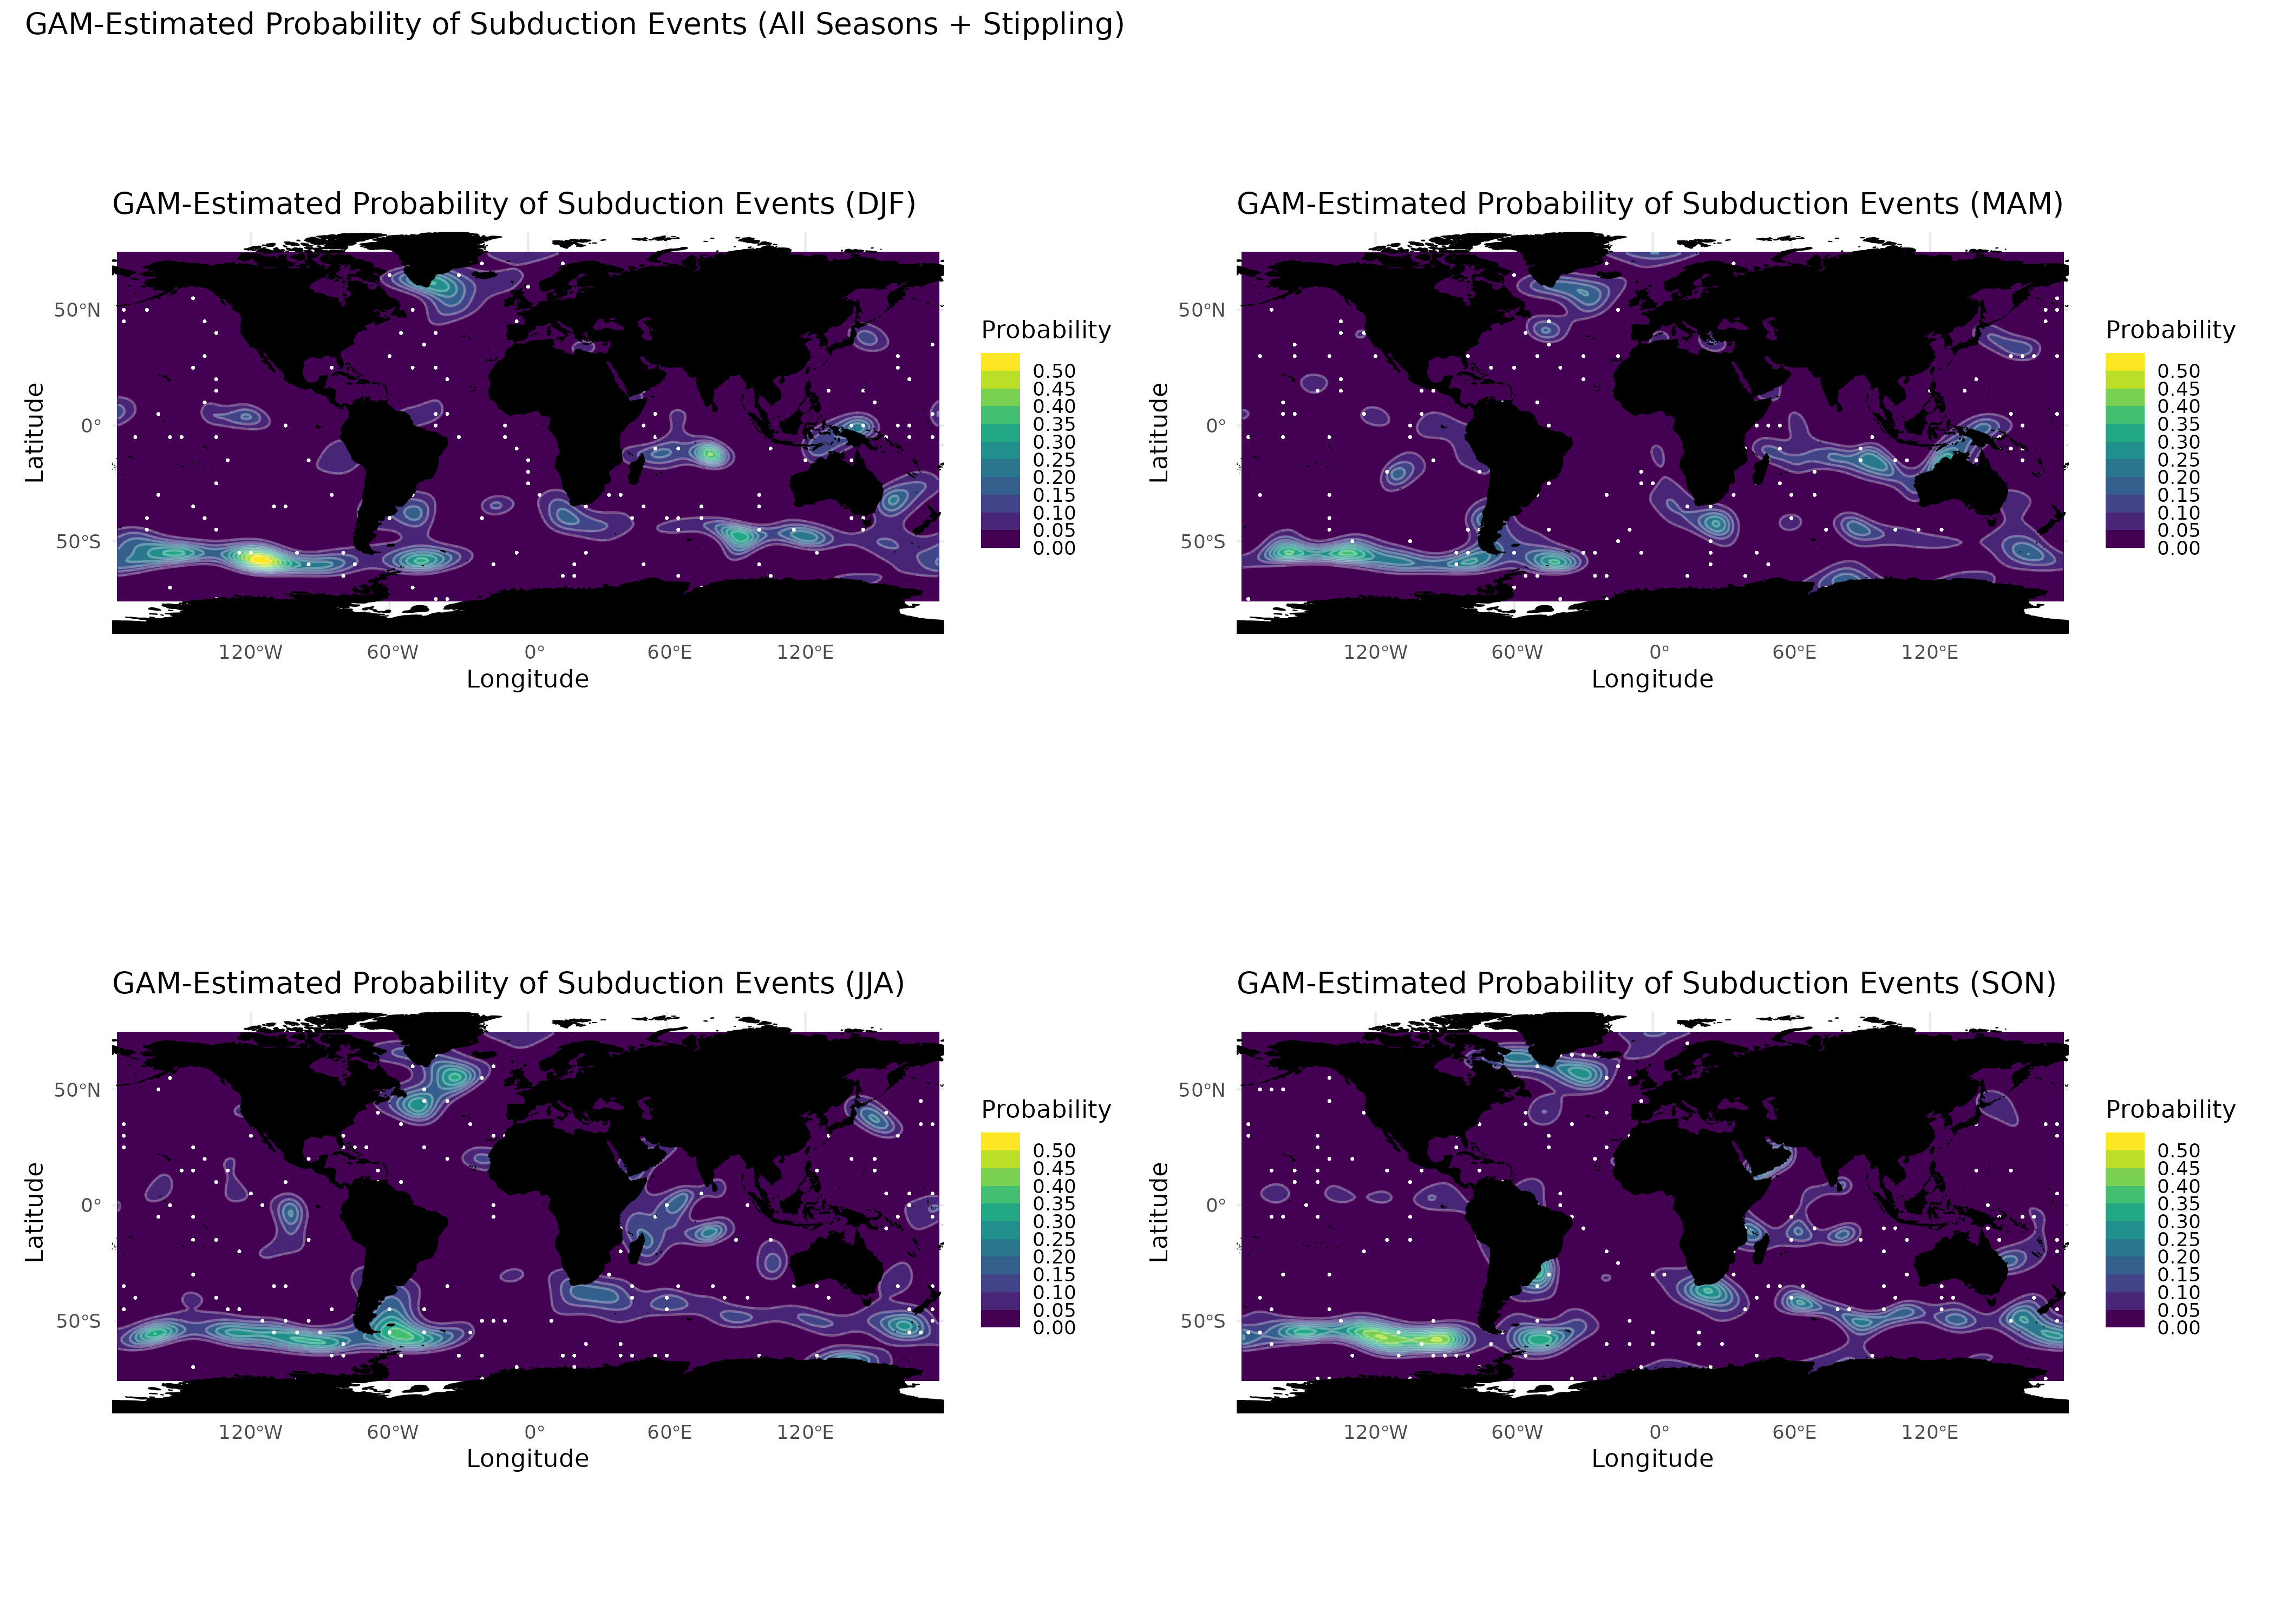 GAM-Estimated Probability of Subduction Events (All Seasons + Stippling)
GAM-Estimated Probability of Subduction Events (DJF)
50°N
0°
50°S
Latitude
120°W 60°W 0° 60°E 120°E
Longitude
Probability
0.50
0.45
0.40
0.35
0.30
0.25
0.20
0.15
0.10
0.05
0.00
GAM-Estimated Probability of Subduction Events (MAM)
50°N
0°
50°S
Latitude
120°W 60°W 0° 60°E 120°E
Longitude
Probability
0.50
0.45
0.40
0.35
0.30
0.25
0.20
0.15
0.10
0.05
0.00
GAM-Estimated Probability of Subduction Events (JJA)
50°N
0°
50°S
Latitude
120°W 60°W 0° 60°E 120°E
Longitude
Probability
0.50
0.45
0.40
0.35
0.30
0.25
0.20
0.15
0.10
0.05
0.00
GAM-Estimated Probability of Subduction Events (SON)
50°N
0°
50°S
Latitude
120°W 60°W 0° 60°E 120°E
Longitude
Probability
0.50
0.45
0.40
0.35
0.30
0.25
0.20
0.15
0.10
0.05
0.00